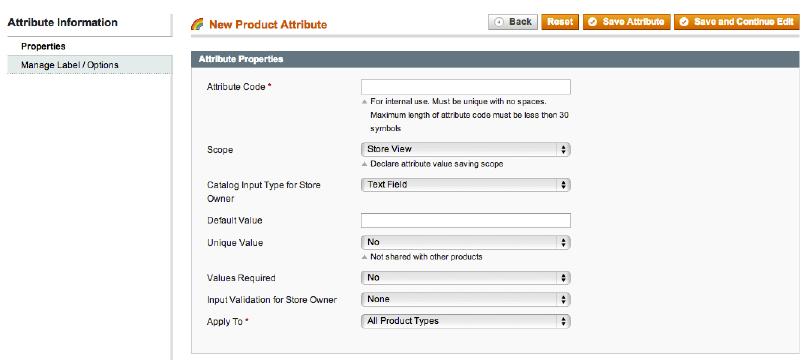 Attribute Information
Properties
Manage Label / Options
New Product Attribute
Back
Reset
Save Attribute
Save and Continue Edit
Attribute Properties
Attribute Code *
For internal use. Must be unique with no spaces.
Maximum length of attribute code must be less then 30
symbols
Scope
Store View
Declare attribute value saving scope
Catalog Input Type for Store
Owner
Text Field
Default Value
Unique Value
No
Not shared with other products
Values Required
No
Input Validation for Store Owner
None
Apply To *
All Product Types